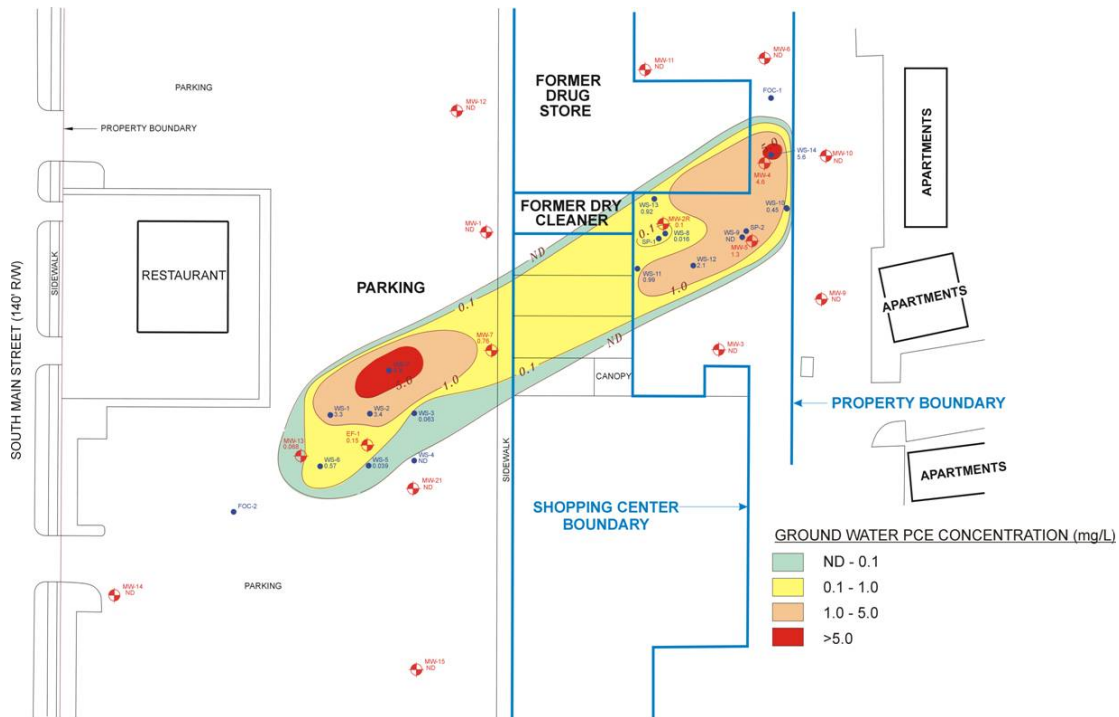 MW-11
ND
MW-8
ND
PARKING
FORMER
DRUG
STORE
FOC-1
MW-12
ND
PROPERTY BOUNDARY
5.0
WS-14
5.6
MW-10
ND
APARTMENTS
MW-4
4.6
FORMER DRY
CLEANER
WS-13
0.82
WS-10
0.45
MW-2R
0.1
MW-1
ND
0.1
WS-8
0.016
SP-1
SP-2
WS-9
ND
MW-5
1.3
ND
SIDEWALK
RESTAURANT
WS-11
0.69
WS-12
2.1
PARKING
1.0
0.1
MW-9
ND
APARTMENTS
SOUTH MAIN STREET (140' R/W)
MW-7
0.76
ND
MW-3
ND
0.1
5.0
1.0
CANOPY
PROPERTY BOUNDARY
WS-1
3.3
WS-2
3.4
WS-3
0.063
EF-1
0.15
MW-13
0.068
WS-6
0.57
WS-5
0.039
WS-4
ND
SIDEWALK
APARTMENTS
MW-21
ND
FOC-2
SHOPPING CENTER
BOUNDARY
GROUND WATER PCE CONCENTRATION (mg/L)
ND - 0.1
0.1 - 1.0
1.0 - 5.0
>5.0
PARKING
MW-14
ND
MW-15
ND